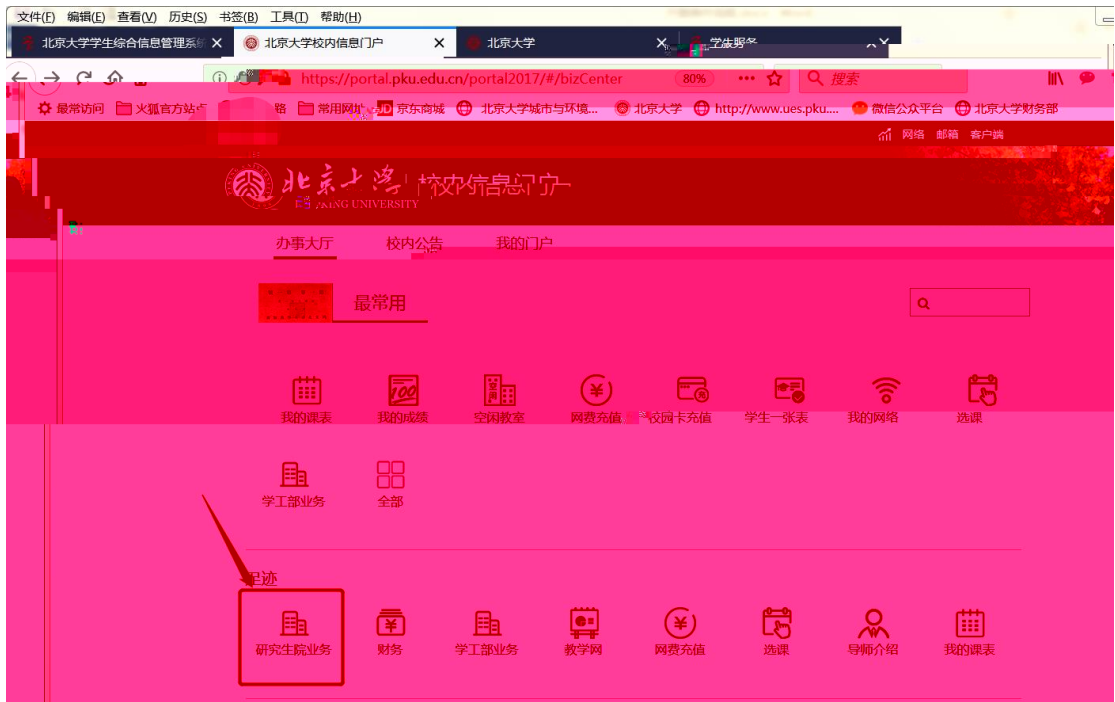 文件(F) 编辑(E) 查看(V) 历史(S) 书签(B) 工具(T) 帮助(H)
北京大学学生综合信息管理系统 北京大学校内信息门户 北京大学
https://portal.pku.edu.cn/portal2017/#/bizCenter 80% 搜索
最常访问 火狐官方站点 常用网址 JD 京东商城 北京大学城市与环境... 北京大学 http://www.ues.pku.... 微信公众平台 北京大学财务部
网络 邮箱 客户端
北京大学 校内信息门户
UNIVERSITY
办事大厅 校内公告 我的门户
最常用
我的课表 我的成绩 空闲教室 网费充值 校园卡充值 学生一张表 我的网络 选课
学工部业务 全部
足迹
研究生院业务 财务 学工部业务 教学网 网费充值 选课 导师介绍 我的课表